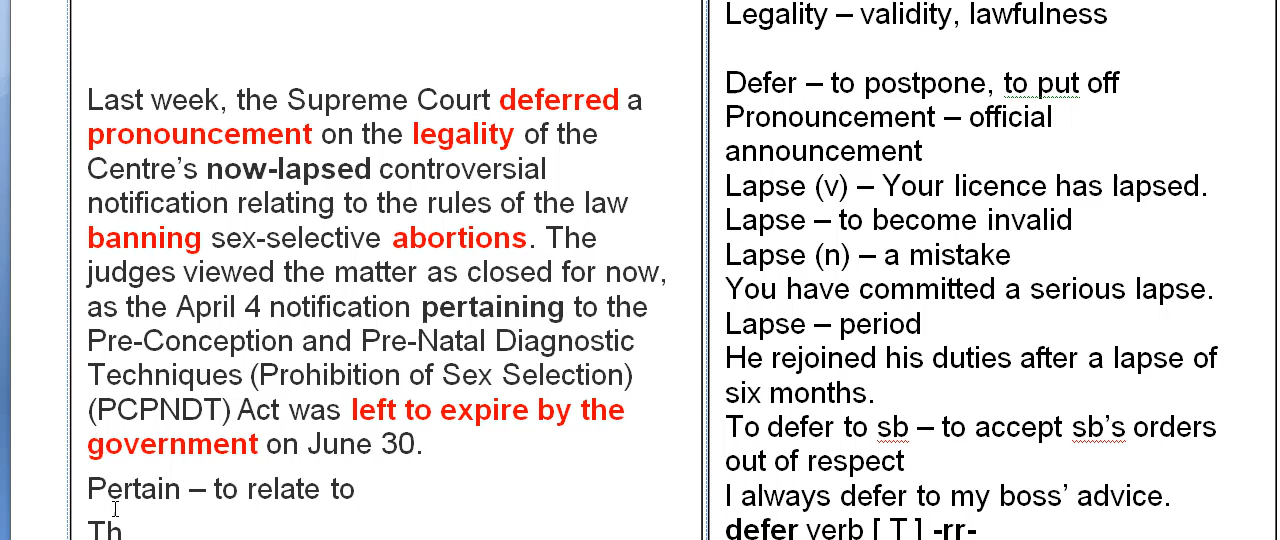 Last week, the Supreme Court deferred a
pronouncement on the legality of the
Centre's now-lapsed controversial
notification relating to the rules of the law
banning sex-selective abortions. The
judges viewed the matter as closed for now,
as the April 4 notification pertaining to the
Pre-Conception and Pre-Natal Diagnostic
Techniques (Prohibition of Sex Selection)
(PCPNDT) Act was left to expire by the
government on June 30.
Pertain – to relate to
Th
Legality – validity, lawfulness
Defer – to postpone, to put off
Pronouncement – official
announcement
Lapse (v) – Your licence has lapsed.
Lapse – to become invalid
Lapse (n) – a mistake
You have committed a serious lapse.
Lapse – period
He rejoined his duties after a lapse of
six months.
To defer to sb – to accept sb's orders
out of respect
I always defer to my boss' advice.
defer verb [ T ] -rr-